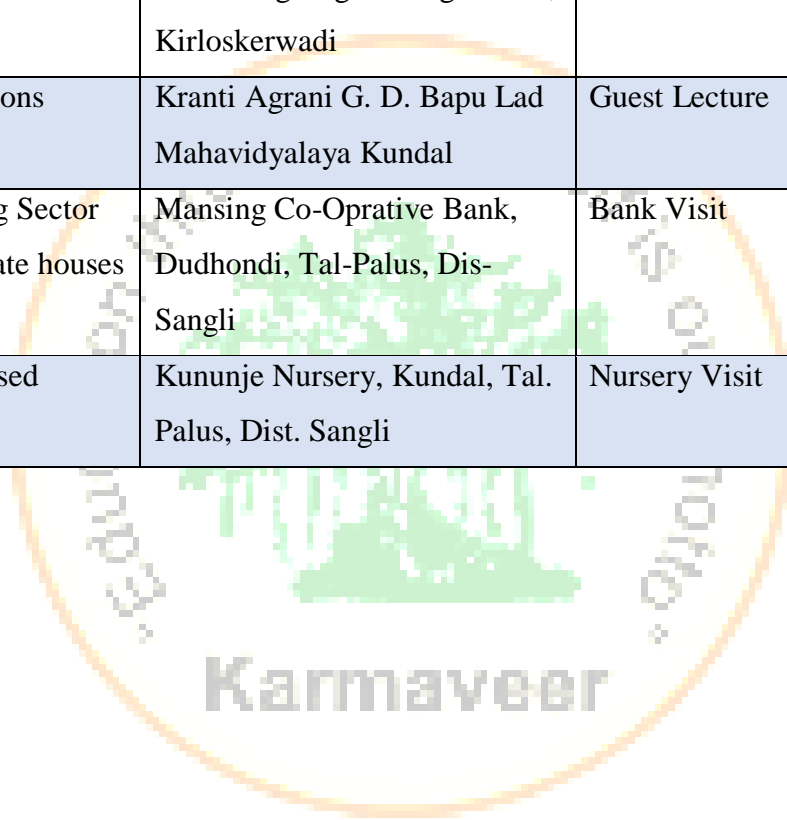 Kirloskerwadi
ons Kranti Agrani G. D. Bapu Lad Guest Lecture
Mahavidyalaya Kundal
g Sector Mansing Co-Oprative Bank, Bank Visit
ate houses Dudhondi, Tal-Palus, Dis-
Sangli
sed Kununje Nursery, Kundal, Tal. Nursery Visit
Palus, Dist. Sangli
Karmaveer